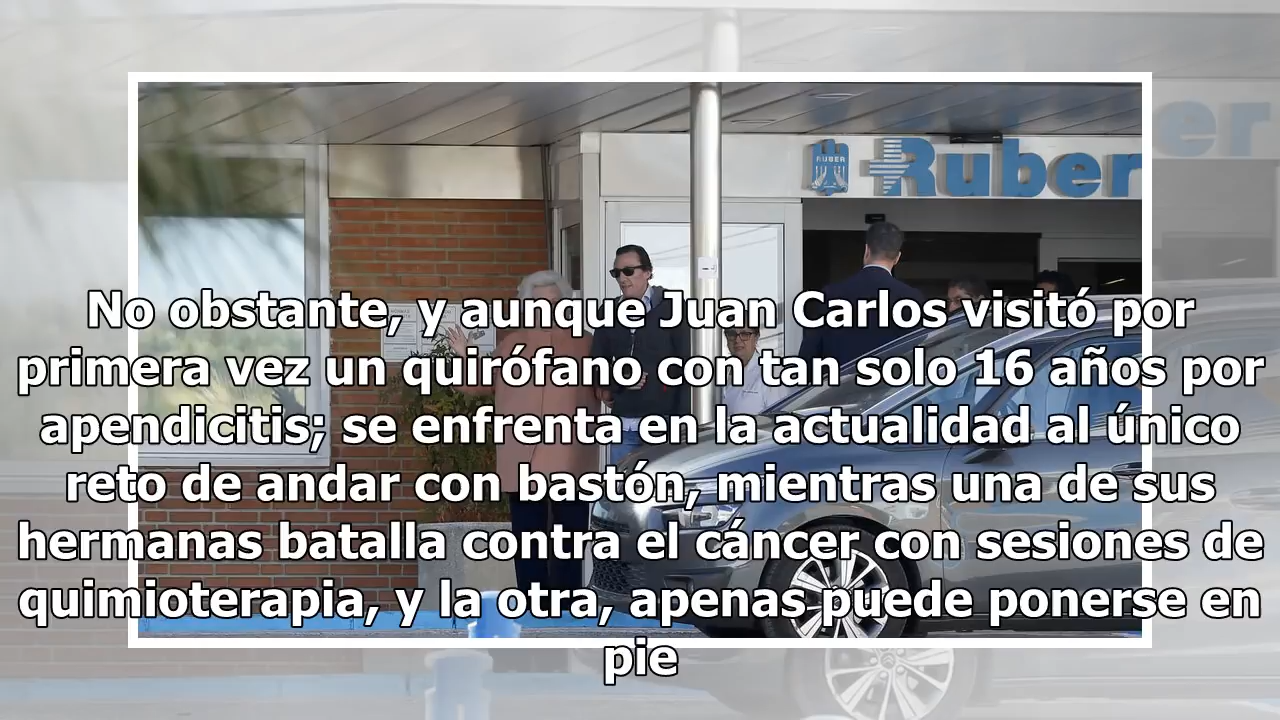 er
RUBER
Ruber
No obstante, y aunque Juan Carlos visitó por
primera vez un quirófano con tan solo 16 años por
apendicitis; se enfrenta en la actualidad al único
reto de andar con bastón, mientras una de sus
hermanas batalla contra el cáncer con sesiones de
quimioterapia, y la otra, apenas puede ponerse en
pie